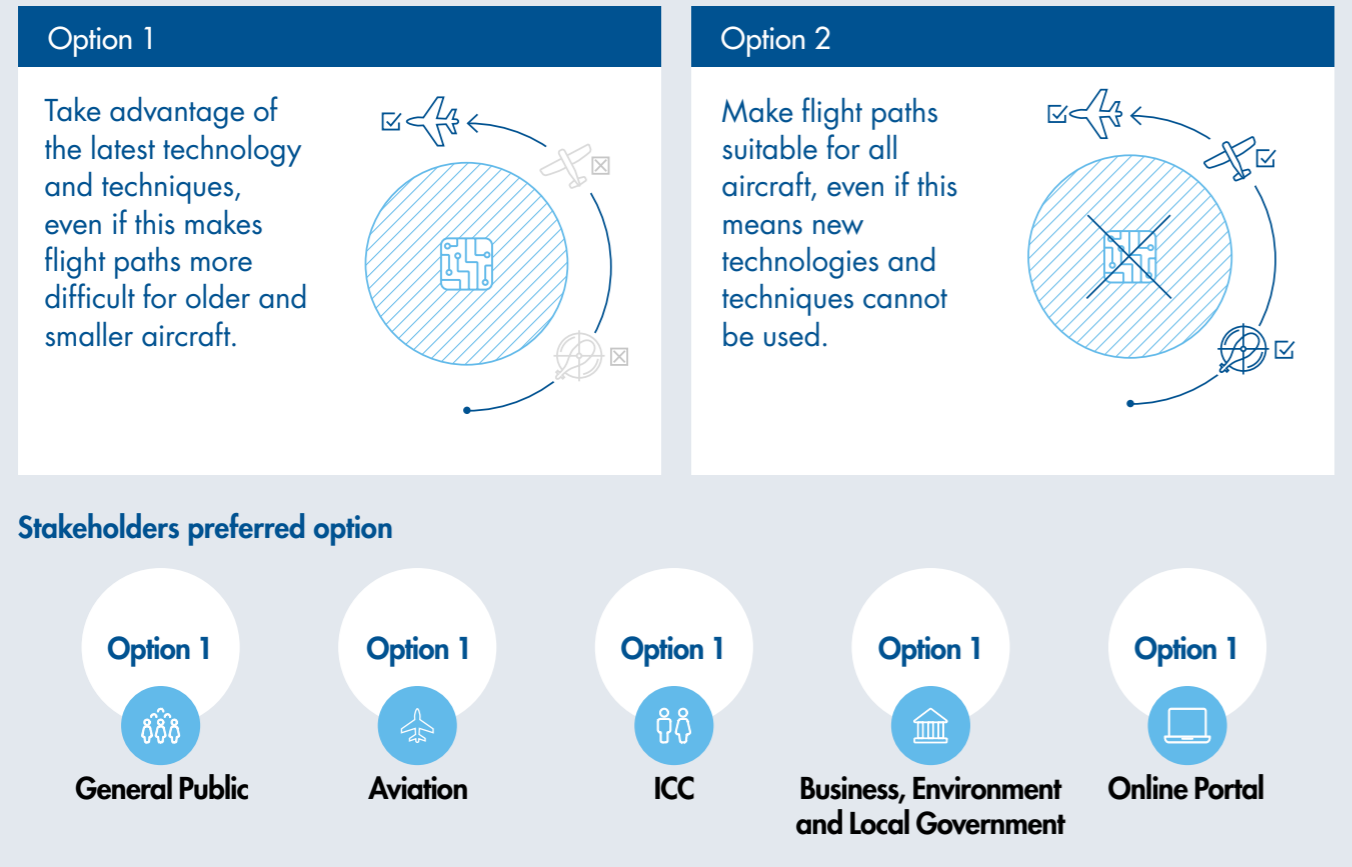 Option 1
Take advantage of
the latest technology
and techniques,
even if this makes
flight paths more
difficult for older and
smaller aircraft.
Option 2
Make flight paths
suitable for all
aircraft, even if this
means new
technologies and
techniques cannot
be used.
Stakeholders preferred option
Option 1
General Public
Option 1
Aviation
Option 1
ICC
Option 1
Business, Environment
and Local Government
Option 1
Online Portal